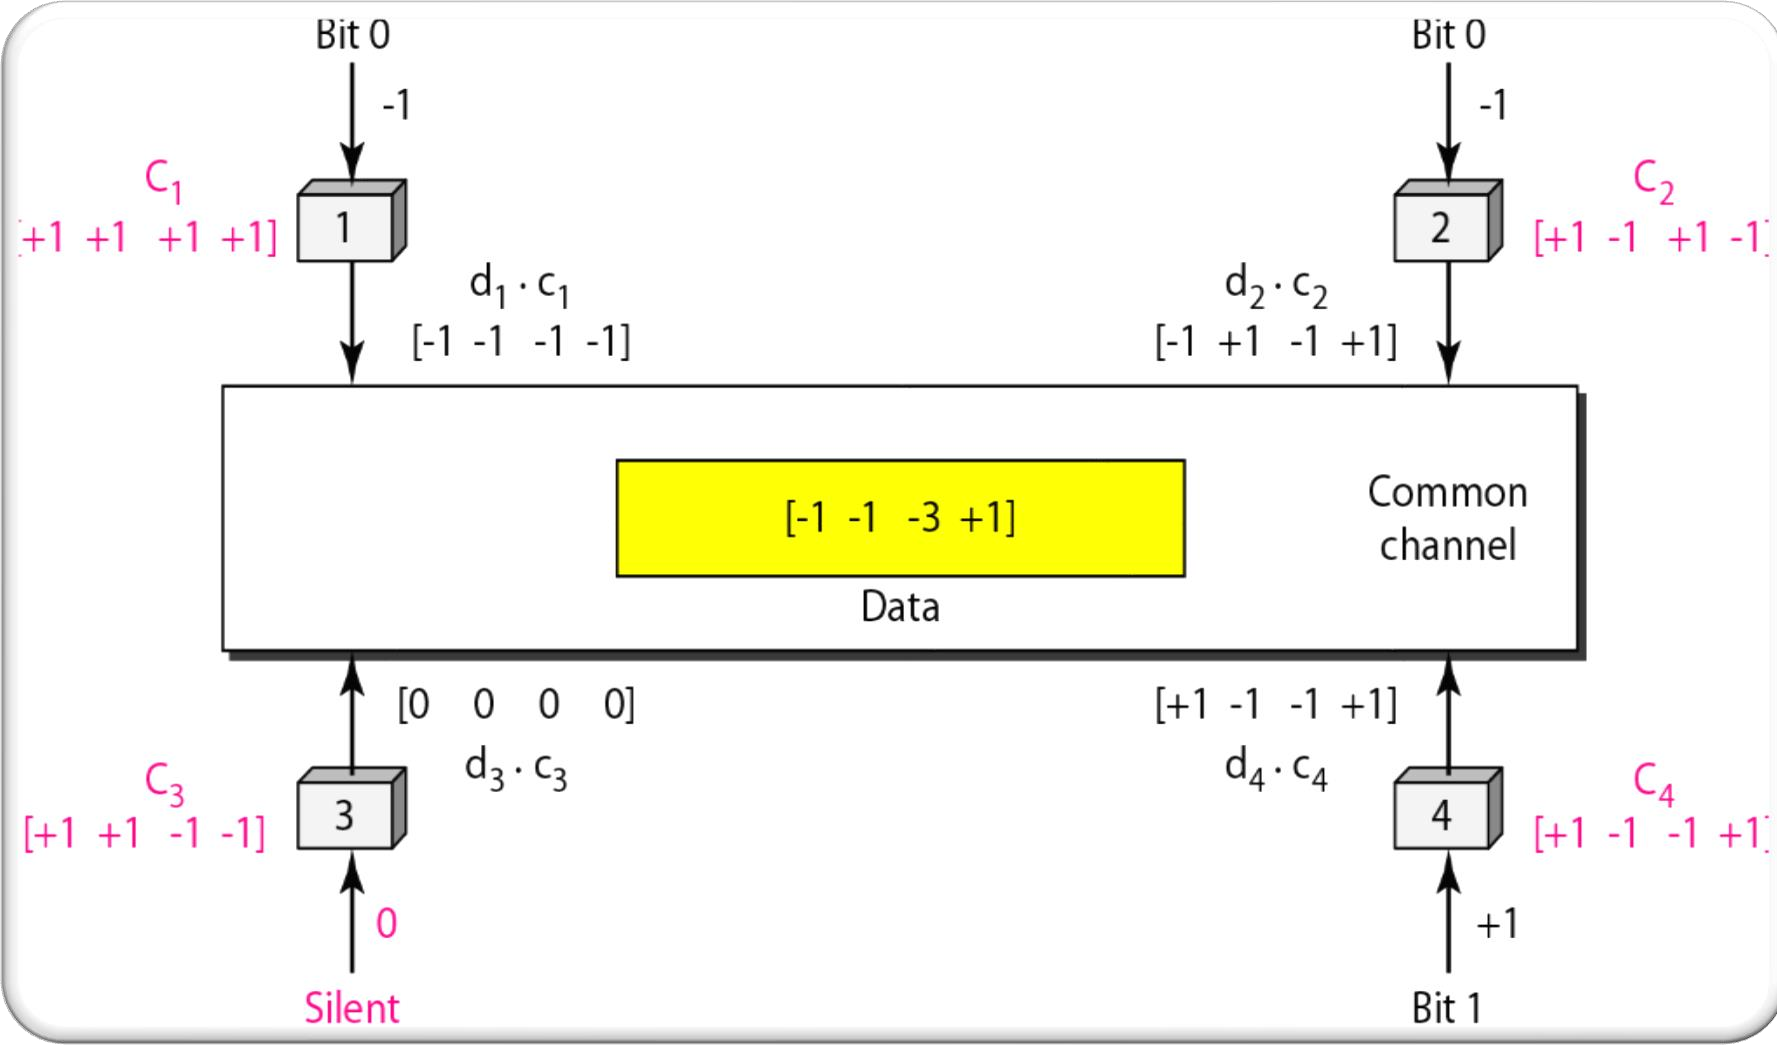 Bit 0
-1
C1
+1 +1 +1 +1]
1
d1 · c1
[-1 -1 -1 -1]
Bit 0
-1
C2
[+1 -1 +1 -1]
2
d2 · c2
[-1 +1 -1 +1]
[-1 -1 -3 +1]
Data
Common
channel
[0 0 0 0]
d3 · c3
C3
[+1 +1 -1 -1]
3
0
Silent
[+1 -1 -1 +1]
d4 · c4
C4
[+1 -1 -1 +1]
4
+1
Bit 1